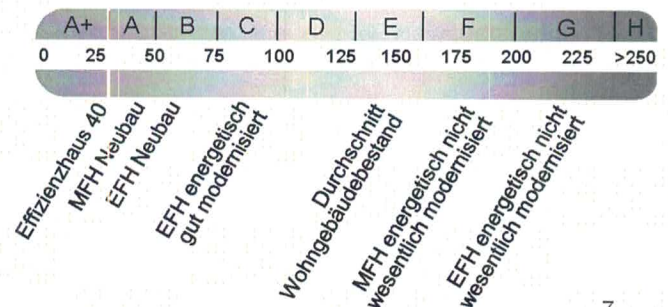 A+ A B C D E F G H
0 25 50 75 100 125 150 175 200 225 >250
Effizienzhaus 40
MFH Neubau
EFH Neubau
EFH energetisch
gut modernisiert
Durchschnitt
Wohngebäudebestand
MFH energetisch nicht
wesentlich modernisiert
EFH energetisch nicht
wesentlich modernisiert